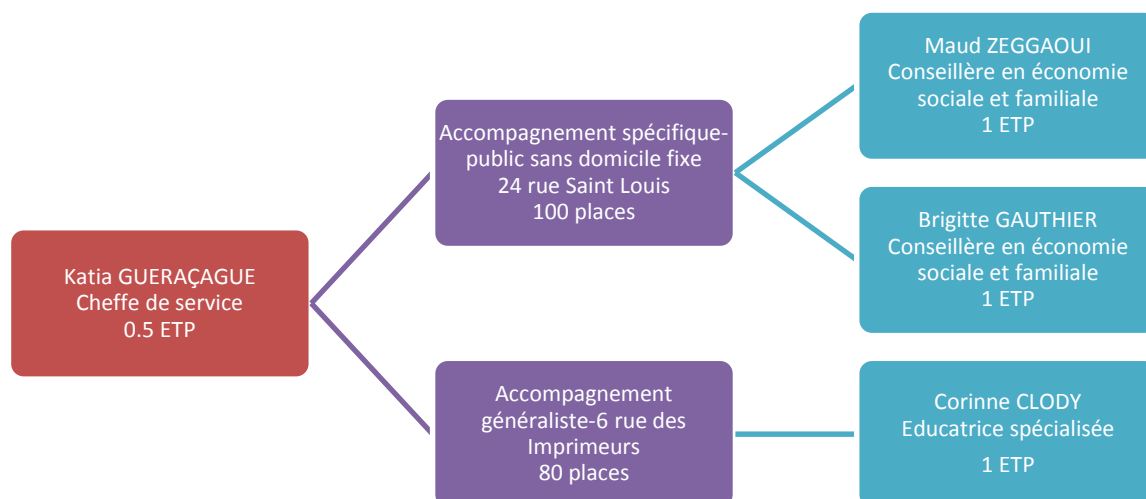 Katia GUERAÇAGUE
Cheffe de service
0.5 ETP
Accompagnement spécifique-
public sans domicile fixe
24 rue Saint Louis
100 places
Maud ZEGGAOUI
Conseillère en économie
sociale et familiale
1 ETP
Brigitte GAUTHIER
Conseillère en économie
sociale et familiale
1 ETP
Accompagnement
généraliste-6 rue des
Imprimeurs
80 places
Corinne CLODY
Educatrice spécialisée
1 ETP